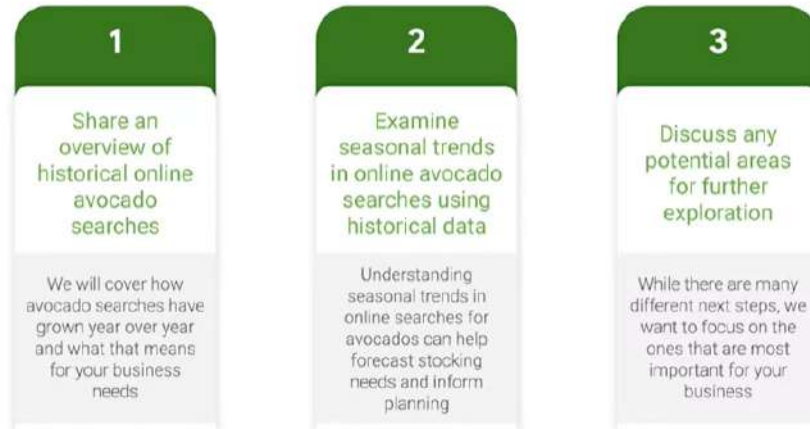 1
Share an
overview of
historical online
avocado
searches
We will cover how
avocado searches have
grown year over year
and what that means
for your business
needs
2
Examine
seasonal trends
in online avocado
searches using
historical data
Understanding
seasonal trends in
online searches for
avocados can help
forecast stocking
needs and inform
planning
3
Discuss any
potential areas
for further
exploration
While there are many
different next steps, we
want to focus on the
ones that are most
important for your
business